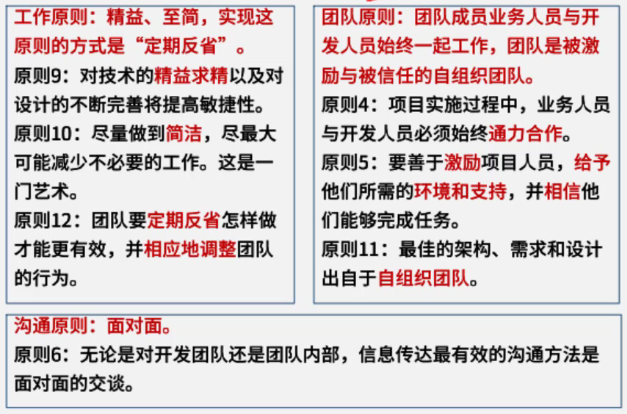 工作原则：精益、至简，实现这
原则的方式是“定期反省”。
原则9：对技术的精益求精以及对
设计的不断完善将提高敏捷性。
原则10：尽量做到简洁，尽最大
可能减少不必要的工作。这是一
门艺术。
原则12：团队要定期反省怎样做
才能更有效，并相应地调整团队
的行为。
团队原则：团队成员业务人员与开
发人员始终一起工作，团队是被激
励与被信任的自组织团队。
原则4：项目实施过程中，业务人员
与开发人员必须始终通力合作。
原则5：要善于激励项目人员，给予
他们所需的环境和支持，并相信他
们能够完成任务。
原则11：最佳的架构、需求和设计
出自于自组织团队。
沟通原则：面对面。
原则6：无论是对开发团队还是团队内部，信息传达最有效的沟通方法是
面对面的交谈。